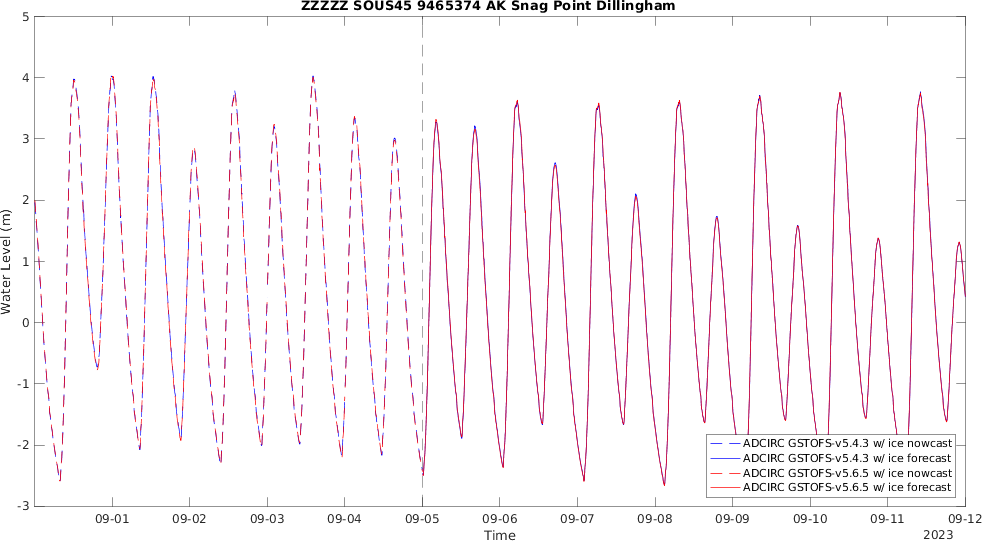 ZZZZZ SOUS45 9465374 AK Snag Point Dillingham
5
4
3
2
1
0
-1
-2
-3
Water Level (m)
ADCIRC GSTOFS-v5.4.3 w/ ice nowcast
ADCIRC GSTOFS-v5.4.3 w/ ice forecast
ADCIRC GSTOFS-v5.6.5 w/ ice nowcast
ADCIRC GSTOFS-v5.6.5 w/ ice forecast
09-01 09-02 09-03 09-04 09-05 09-06 09-07 09-08 09-09 09-10 09-11 09-12
Time
2023